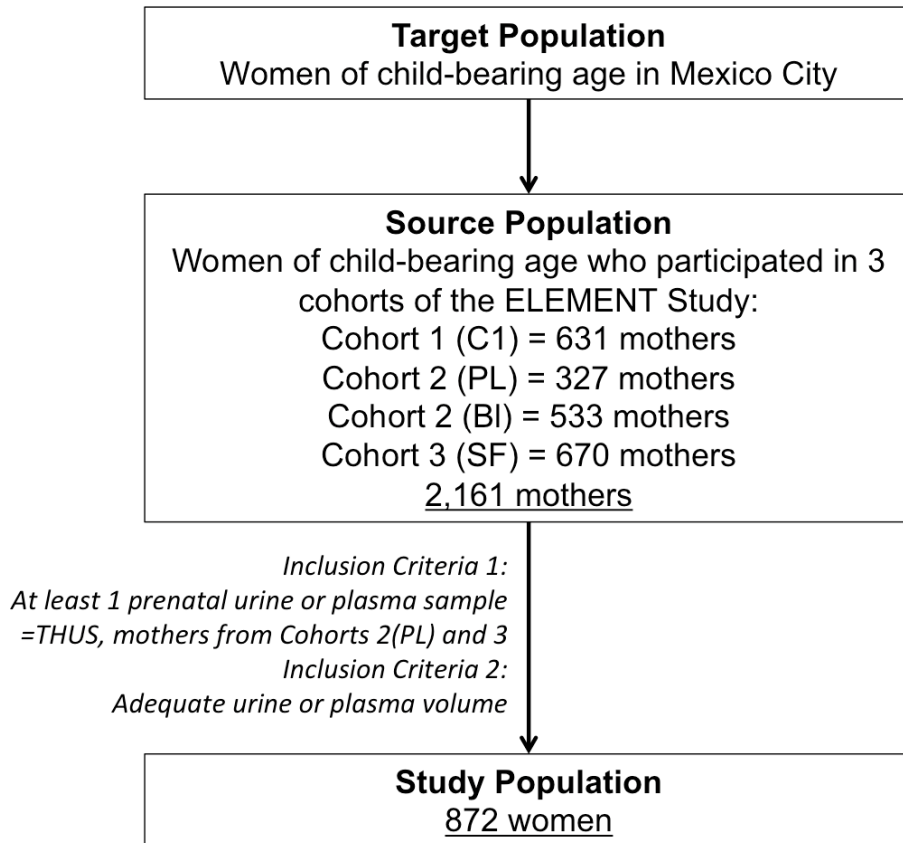 Target Population
Women of child-bearing age in Mexico City
Source Population
Women of child-bearing age who participated in 3
cohorts of the ELEMENT Study:
Cohort 1 (C1) = 631 mothers
Cohort 2 (PL) = 327 mothers
Cohort 2 (BI) = 533 mothers
Cohort 3 (SF) = 670 mothers
2,161 mothers
Inclusion Criteria 1:
At least 1 prenatal urine or plasma sample
=THUS, mothers from Cohorts 2(PL) and 3
Inclusion Criteria 2:
Adequate urine or plasma volume
Study Population
872 women